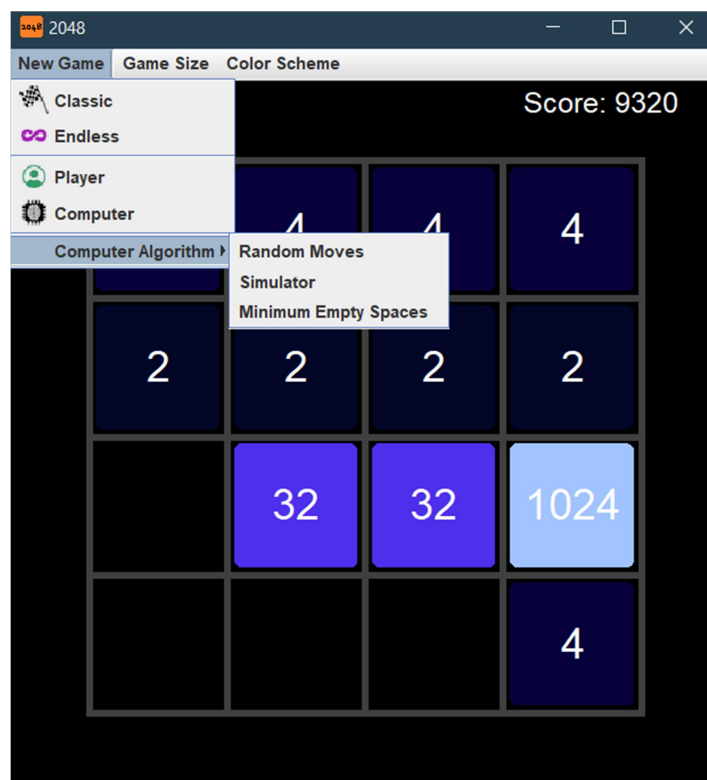 2048 2048
New Game Game Size Color Scheme
Classic
Score: 9320
Endless
Player
Computer
4 4 4
Computer Algorithm
Random Moves
Simulator
Minimum Empty Spaces
2 2 2 2
32 32 1024
4